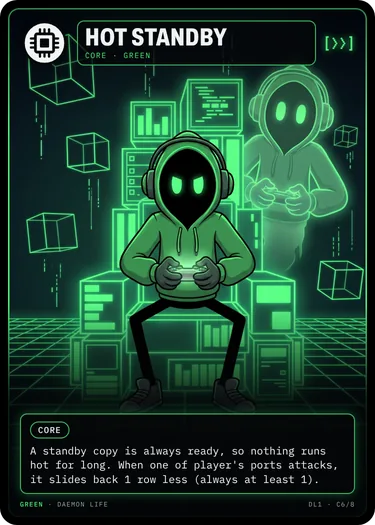 HOT STANDBY
CORE · GREEN
[❯❯]
CORE
A standby copy is always ready, so nothing runs
hot for long. When one of player's ports attacks,
it slides back 1 row less (always at least 1).
GREEN · DAEMON LIFE
DL1 · C6/8